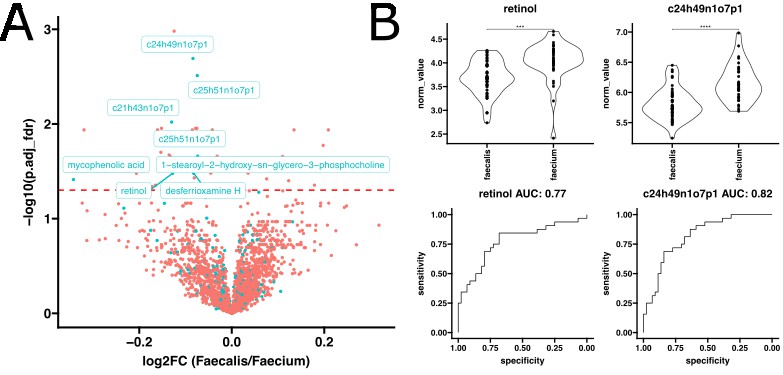 A
3
2
1
0
−0.2
0.0
0.2
−log10(p.adj_fdr)
log2FC (Faecalis/Faecium)
c24h49n1o7p1
c25h51n1o7p1
c21h43n1o7p1
c25h51n1o7p1
mycophenolic acid
1−stearoyl−2−hydroxy−sn−glycero−3−phosphocholine
retinol
desferrioxamine H
B
retinol
***
4.5
4.0
3.5
3.0
2.5
norm_value
faecalis
faecium
c24h49n1o7p1
****
7.0
6.5
6.0
5.5
norm_value
faecalis
faecium
retinol AUC: 0.77
1.00
0.75
0.50
0.25
0.00
sensitivity
1.00
0.75
0.50
0.25
0.00
specificity
c24h49n1o7p1 AUC: 0.82
1.00
0.75
0.50
0.25
0.00
sensitivity
1.00
0.75
0.50
0.25
0.00
specificity